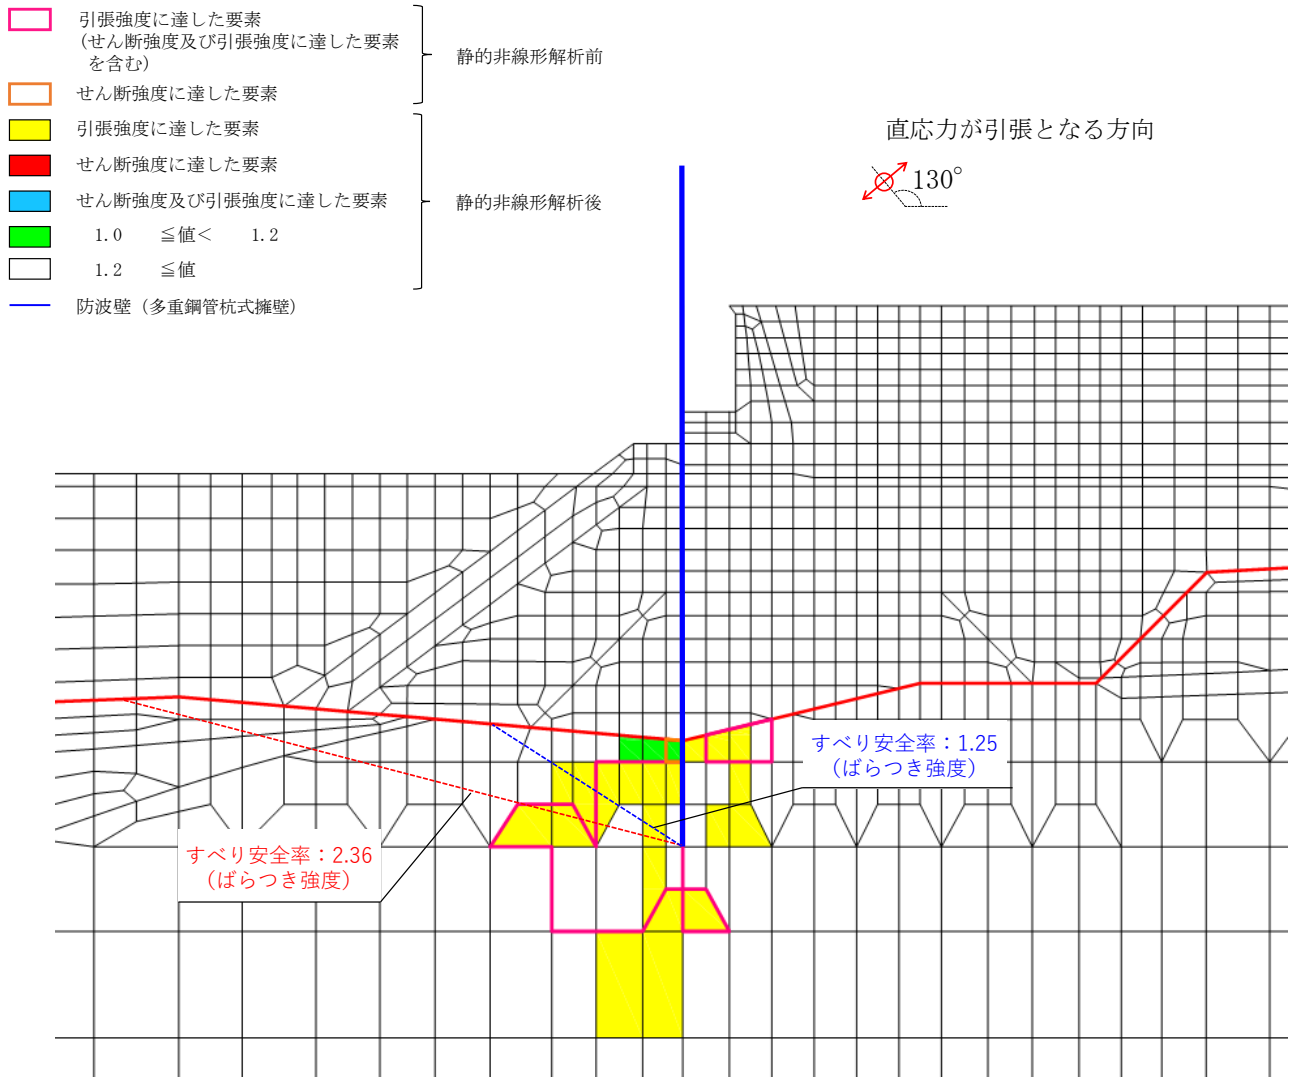 引張強度に達した要素
(せん断強度及び引張強度に達した要素
を含む)
静的非線形解析前
せん断強度に達した要素
引張強度に達した要素
せん断強度に達した要素
せん断強度及び引張強度に達した要素
静的非線形解析後
1.0 ≦値< 1.2
1.2 ≦値
防波壁（多重鋼管杭式擁壁）
直応力が引張となる方向
130°
すべり安全率：1.25
（ばらつき強度）
すべり安全率：2.36
（ばらつき強度）